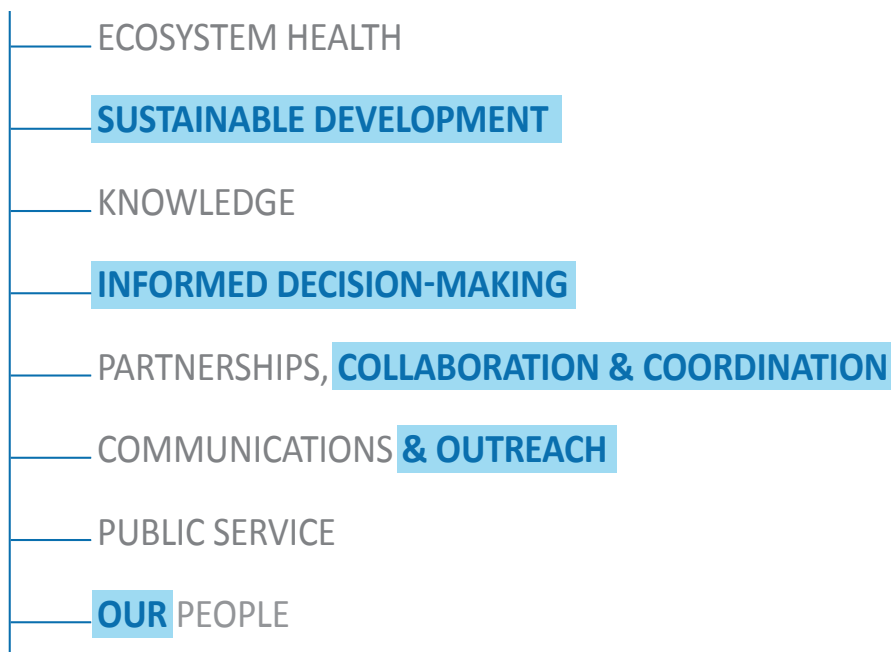 ECOSYSTEM HEALTH
SUSTAINABLE DEVELOPMENT
KNOWLEDGE
INFORMED DECISION-MAKING
PARTNERSHIPS, COLLABORATION & COORDINATION
COMMUNICATIONS & OUTREACH
PUBLIC SERVICE
OUR PEOPLE